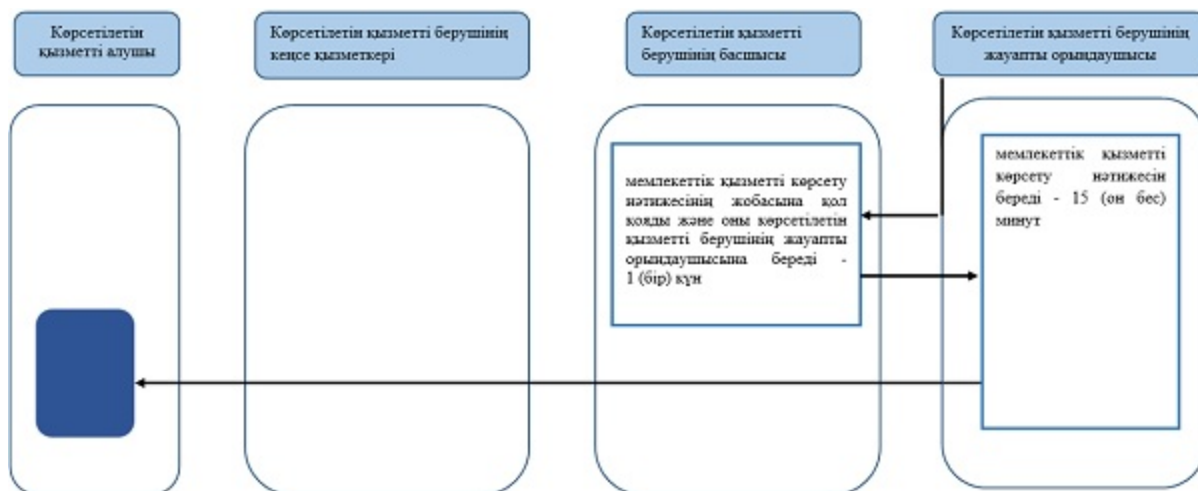 Көрсетілетін
қызметті алушы
Көрсетілетін қызметті берушінің
кеңсе қызметкері
Көрсетілетін қызметті
берушінің басшысы
Көрсетілетін қызметті берушінің
жауапты орындаушысы
мемлекеттік қызметті көрсету
нәтижесінің жобасына қол
қояды және оны көрсетілетін
қызметті берушінің жауапты
орындаушысына береді -
1 (бір) күн
мемлекеттік қызметті
көрсету нәтижесін
береді - 15 (он бес)
минут